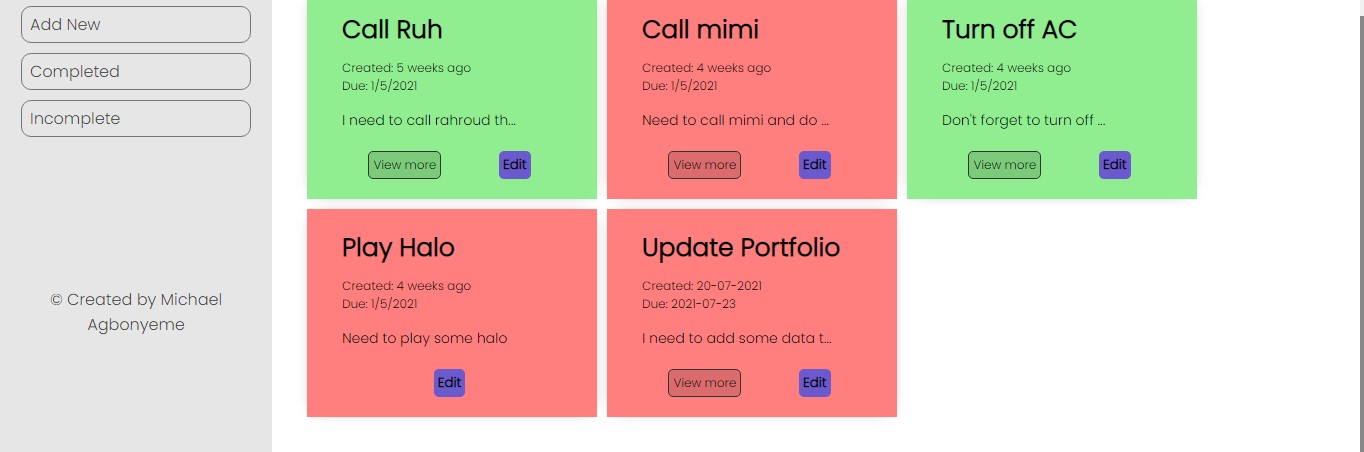 Add New
Completed
Incomplete
© Created by Michael
Agbonyeme
Call Ruh
Created: 5 weeks ago
Due: 1/5/2021
I need to call rahroud th...
View more
Edit
Call mimi
Created: 4 weeks ago
Due: 1/5/2021
Need to call mimi and do ...
View more
Edit
Turn off AC
Created: 4 weeks ago
Due: 1/5/2021
Don't forget to turn off ...
View more
Edit
Play Halo
Created: 4 weeks ago
Due: 1/5/2021
Need to play some halo
Edit
Update Portfolio
Created: 20-07-2021
Due: 2021-07-23
I need to add some data t...
View more
Edit